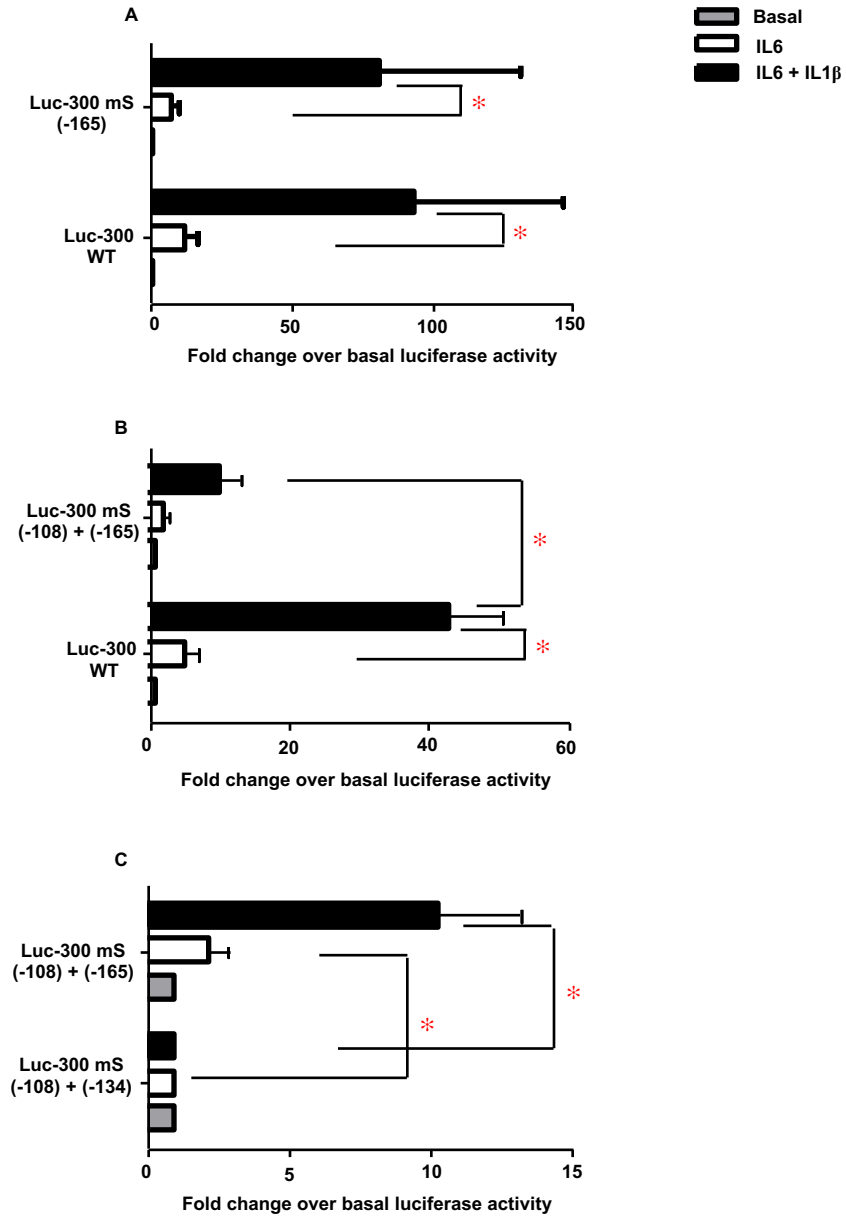 A
Basal
IL6
IL6 + IL1β
Luc-300 mS
(-165)
*
Luc-300
WT
*
0 50 100 150
Fold change over basal luciferase activity
B
Luc-300 mS
(-108) + (-165)
*
Luc-300
WT
*
0 20 40 60
Fold change over basal luciferase activity
C
Luc-300 mS
(-108) + (-165)
*
*
Luc-300 mS
(-108) + (-134)
0 5 10 15
Fold change over basal luciferase activity